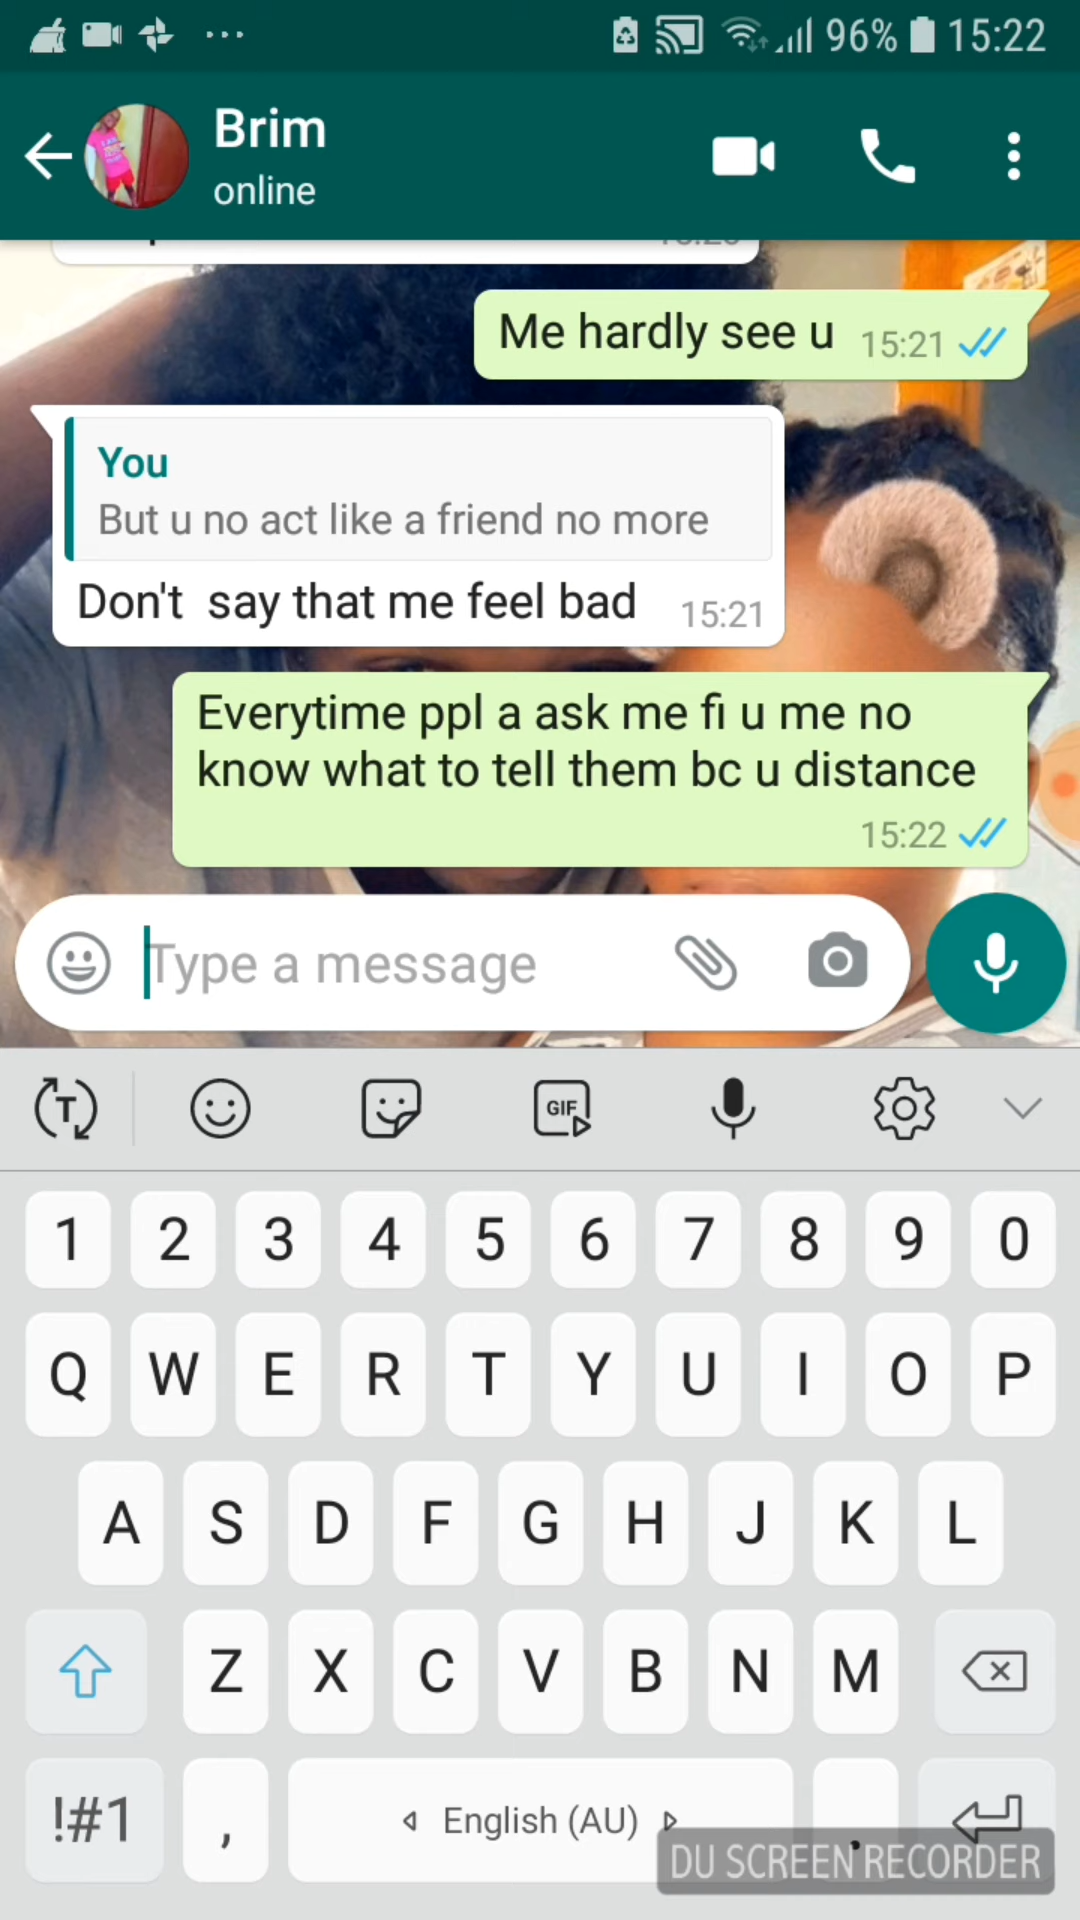 96% 15:22
Brim
online
Me hardly see u 15:21
You
But u no act like a friend no more
Don't say that me feel bad 15:21
Everytime ppl a ask me fi u me no
know what to tell them bc u distance
15:22
Type a message
T GIF
1 2 3 4 5 6 7 8 9 0
Q W E R T Y U I O P
A S D F G H J K L
Z X C V B N M
!#1 , English (AU) .
DU SCREEN RECORDER